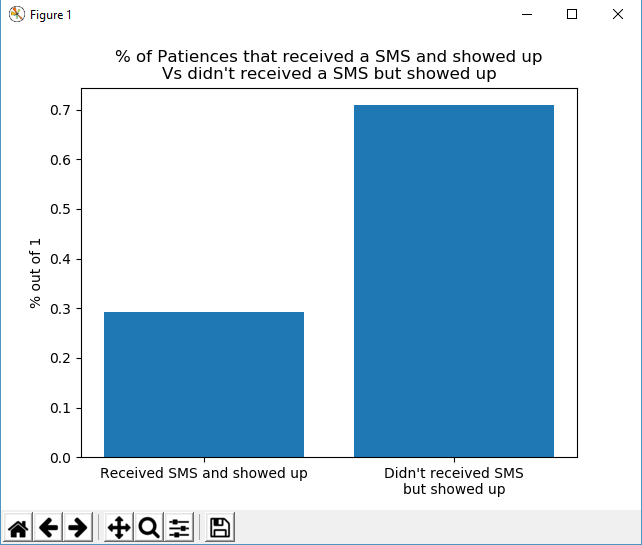 Figure 1
% of Patiences that received a SMS and showed up
Vs didn't received a SMS but showed up
0.7
0.6
0.5
0.4
0.3
0.2
0.1
0.0
% out of 1
Received SMS and showed up
Didn't received SMS
but showed up